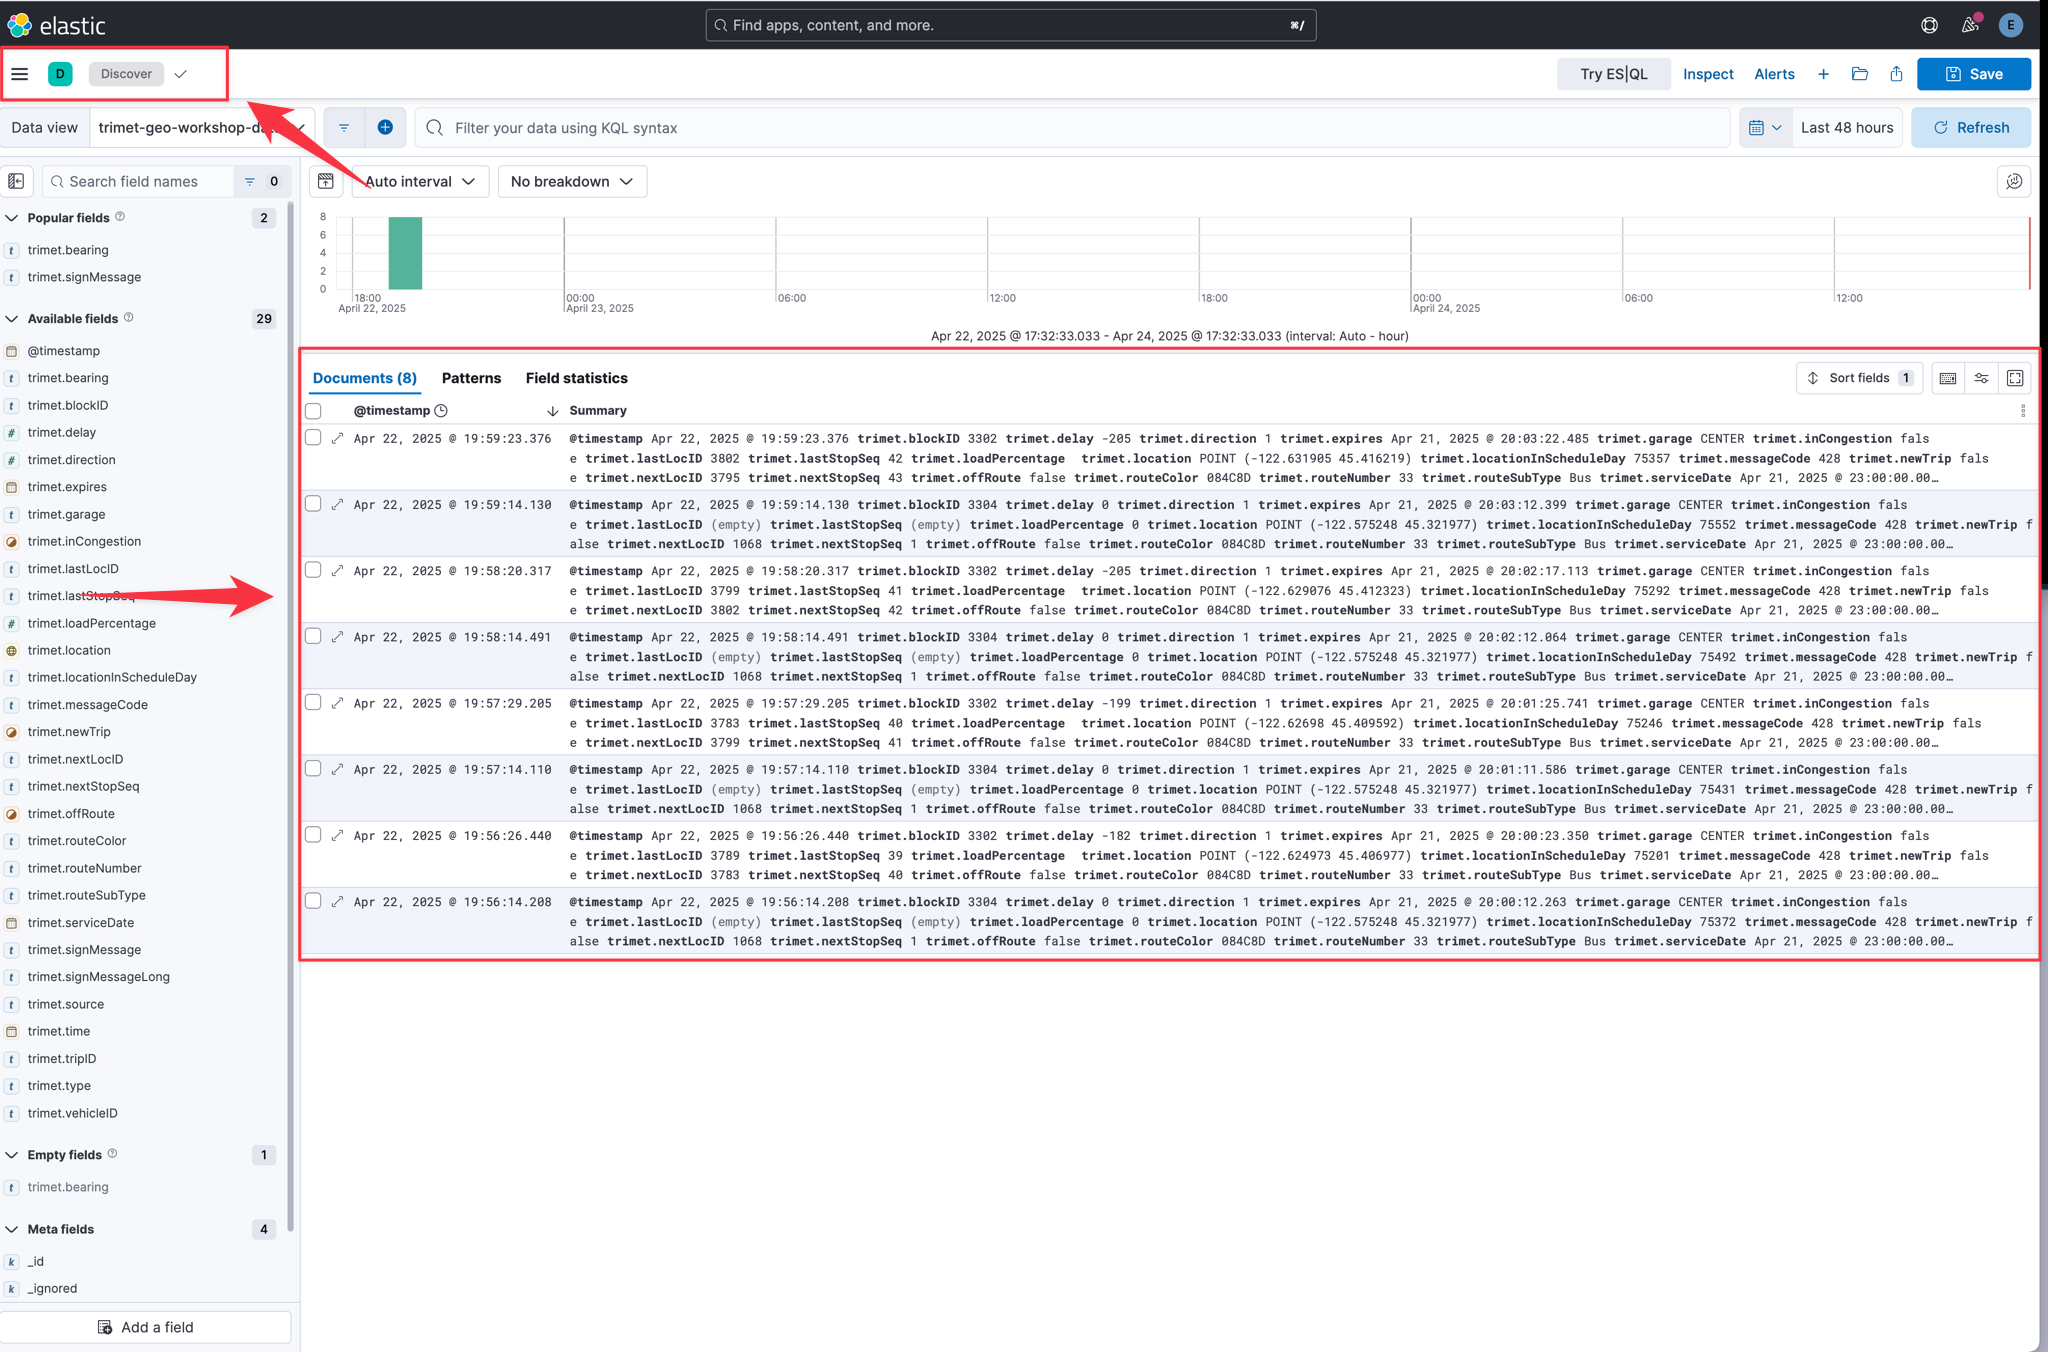 elastic
Find apps, content, and more.
⌘/
E
D
Discover
Try ES|QL
Inspect
Alerts
Save
Data view
trimet-geo-workshop-da
Filter your data using KQL syntax
Last 48 hours
Refresh
Search field names
0
Auto interval
No breakdown
Popular fields
2
t trimet.bearing
t trimet.signMessage
Available fields
29
@timestamp
t trimet.bearing
t trimet.blockID
# trimet.delay
# trimet.direction
trimet.expires
t trimet.garage
trimet.inCongestion
t trimet.lastLocID
t trimet.lastStopSeq
# trimet.loadPercentage
trimet.location
t trimet.locationInScheduleDay
t trimet.messageCode
trimet.newTrip
t trimet.nextLocID
t trimet.nextStopSeq
trimet.offRoute
t trimet.routeColor
t trimet.routeNumber
t trimet.routeSubType
trimet.serviceDate
t trimet.signMessage
t trimet.signMessageLong
t trimet.source
trimet.time
t trimet.tripID
t trimet.type
t trimet.vehicleID
Empty fields
1
t trimet.bearing
Meta fields
4
k _id
k _ignored
Add a field
8
6
4
2
0
18:00
April 22, 2025
00:00
April 23, 2025
06:00
12:00
18:00
00:00
April 24, 2025
06:00
12:00
Apr 22, 2025 @ 17:32:33.033 - Apr 24, 2025 @ 17:32:33.033 (interval: Auto - hour)
Documents (8)
Patterns
Field statistics
Sort fields 1
@timestamp
Summary
Apr 22, 2025 @ 19:59:23.376
@timestamp Apr 22, 2025 @ 19:59:23.376 trimet.blockID 3302 trimet.delay -205 trimet.direction 1 trimet.expires Apr 21, 2025 @ 20:03:22.485 trimet.garage CENTER trimet.inCongestion fals
e trimet.lastLocID 3802 trimet.lastStopSeq 42 trimet.loadPercentage trimet.location POINT (-122.631905 45.416219) trimet.locationInScheduleDay 75357 trimet.messageCode 428 trimet.newTrip fals
e trimet.nextLocID 3795 trimet.nextStopSeq 43 trimet.offRoute false trimet.routeColor 084C8D trimet.routeNumber 33 trimet.routeSubType Bus trimet.serviceDate Apr 21, 2025 @ 23:00:00.00…
Apr 22, 2025 @ 19:59:14.130
@timestamp Apr 22, 2025 @ 19:59:14.130 trimet.blockID 3304 trimet.delay 0 trimet.direction 1 trimet.expires Apr 21, 2025 @ 20:03:12.399 trimet.garage CENTER trimet.inCongestion fals
e trimet.lastLocID (empty) trimet.lastStopSeq (empty) trimet.loadPercentage 0 trimet.location POINT (-122.575248 45.321977) trimet.locationInScheduleDay 75552 trimet.messageCode 428 trimet.newTrip f
alse trimet.nextLocID 1068 trimet.nextStopSeq 1 trimet.offRoute false trimet.routeColor 084C8D trimet.routeNumber 33 trimet.routeSubType Bus trimet.serviceDate Apr 21, 2025 @ 23:00:00.00…
Apr 22, 2025 @ 19:58:20.317
@timestamp Apr 22, 2025 @ 19:58:20.317 trimet.blockID 3302 trimet.delay -205 trimet.direction 1 trimet.expires Apr 21, 2025 @ 20:02:17.113 trimet.garage CENTER trimet.inCongestion fals
e trimet.lastLocID 3799 trimet.lastStopSeq 41 trimet.loadPercentage trimet.location POINT (-122.629076 45.412323) trimet.locationInScheduleDay 75292 trimet.messageCode 428 trimet.newTrip fals
e trimet.nextLocID 3802 trimet.nextStopSeq 42 trimet.offRoute false trimet.routeColor 084C8D trimet.routeNumber 33 trimet.routeSubType Bus trimet.serviceDate Apr 21, 2025 @ 23:00:00.00…
Apr 22, 2025 @ 19:58:14.491
@timestamp Apr 22, 2025 @ 19:58:14.491 trimet.blockID 3304 trimet.delay 0 trimet.direction 1 trimet.expires Apr 21, 2025 @ 20:02:12.064 trimet.garage CENTER trimet.inCongestion fals
e trimet.lastLocID (empty) trimet.lastStopSeq (empty) trimet.loadPercentage 0 trimet.location POINT (-122.575248 45.321977) trimet.locationInScheduleDay 75492 trimet.messageCode 428 trimet.newTrip f
alse trimet.nextLocID 1068 trimet.nextStopSeq 1 trimet.offRoute false trimet.routeColor 084C8D trimet.routeNumber 33 trimet.routeSubType Bus trimet.serviceDate Apr 21, 2025 @ 23:00:00.00…
Apr 22, 2025 @ 19:57:29.205
@timestamp Apr 22, 2025 @ 19:57:29.205 trimet.blockID 3302 trimet.delay -199 trimet.direction 1 trimet.expires Apr 21, 2025 @ 20:01:25.741 trimet.garage CENTER trimet.inCongestion fals
e trimet.lastLocID 3783 trimet.lastStopSeq 40 trimet.loadPercentage trimet.location POINT (-122.62698 45.409592) trimet.locationInScheduleDay 75246 trimet.messageCode 428 trimet.newTrip fals
e trimet.nextLocID 3799 trimet.nextStopSeq 41 trimet.offRoute false trimet.routeColor 084C8D trimet.routeNumber 33 trimet.routeSubType Bus trimet.serviceDate Apr 21, 2025 @ 23:00:00.00…
Apr 22, 2025 @ 19:57:14.110
@timestamp Apr 22, 2025 @ 19:57:14.110 trimet.blockID 3304 trimet.delay 0 trimet.direction 1 trimet.expires Apr 21, 2025 @ 20:01:11.586 trimet.garage CENTER trimet.inCongestion fals
e trimet.lastLocID (empty) trimet.lastStopSeq (empty) trimet.loadPercentage 0 trimet.location POINT (-122.575248 45.321977) trimet.locationInScheduleDay 75431 trimet.messageCode 428 trimet.newTrip f
alse trimet.nextLocID 1068 trimet.nextStopSeq 1 trimet.offRoute false trimet.routeColor 084C8D trimet.routeNumber 33 trimet.routeSubType Bus trimet.serviceDate Apr 21, 2025 @ 23:00:00.00…
Apr 22, 2025 @ 19:56:26.440
@timestamp Apr 22, 2025 @ 19:56:26.440 trimet.blockID 3302 trimet.delay -182 trimet.direction 1 trimet.expires Apr 21, 2025 @ 20:00:23.350 trimet.garage CENTER trimet.inCongestion fals
e trimet.lastLocID 3789 trimet.lastStopSeq 39 trimet.loadPercentage trimet.location POINT (-122.624973 45.406977) trimet.locationInScheduleDay 75201 trimet.messageCode 428 trimet.newTrip fals
e trimet.nextLocID 3783 trimet.nextStopSeq 40 trimet.offRoute false trimet.routeColor 084C8D trimet.routeNumber 33 trimet.routeSubType Bus trimet.serviceDate Apr 21, 2025 @ 23:00:00.00…
Apr 22, 2025 @ 19:56:14.208
@timestamp Apr 22, 2025 @ 19:56:14.208 trimet.blockID 3304 trimet.delay 0 trimet.direction 1 trimet.expires Apr 21, 2025 @ 20:00:12.263 trimet.garage CENTER trimet.inCongestion fals
e trimet.lastLocID (empty) trimet.lastStopSeq (empty) trimet.loadPercentage 0 trimet.location POINT (-122.575248 45.321977) trimet.locationInScheduleDay 75372 trimet.messageCode 428 trimet.newTrip f
alse trimet.nextLocID 1068 trimet.nextStopSeq 1 trimet.offRoute false trimet.routeColor 084C8D trimet.routeNumber 33 trimet.routeSubType Bus trimet.serviceDate Apr 21, 2025 @ 23:00:00.00…